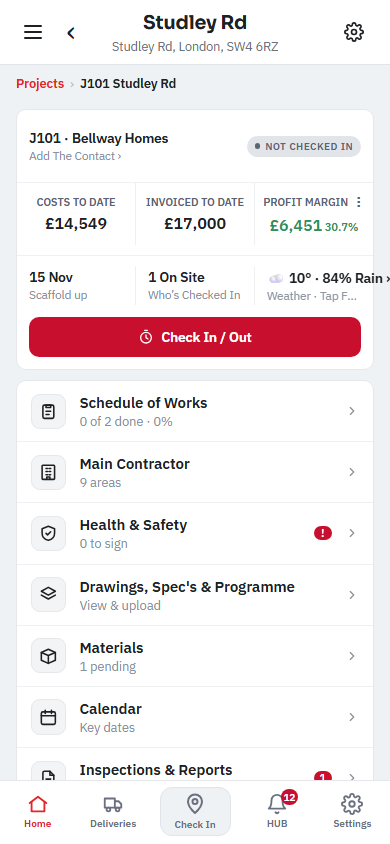 Studley Rd
Studley Rd, London, SW4 6RZ
Projects › J101 Studley Rd
J101 · Bellway Homes
Add The Contact ›
NOT CHECKED IN
COSTS TO DATE
£14,549
INVOICED TO DATE
£17,000
PROFIT MARGIN
£6,451 30.7%
15 Nov
Scaffold up
1 On Site
Who's Checked In
10° · 84% Rain ›
Weather · Tap F...
Check In / Out
Schedule of Works
0 of 2 done · 0%
Main Contractor
9 areas
Health & Safety
0 to sign
!
Drawings, Spec's & Programme
View & upload
Materials
1 pending
Calendar
Key dates
Inspections & Reports
1
Home
Deliveries
Check In
12
HUB
Settings